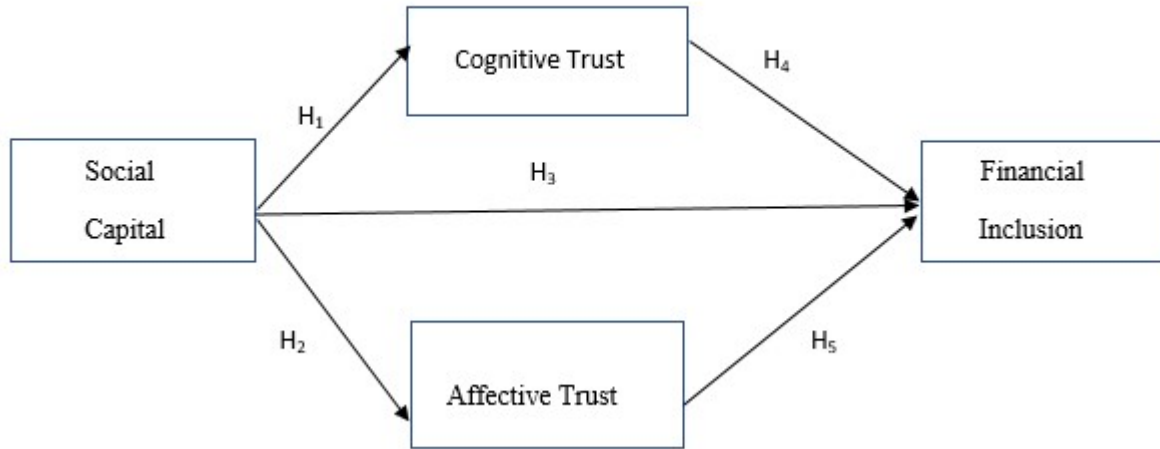 Cognitive Trust
H₄
H₁
Social
Capital
H₃
Financial
Inclusion
H₂
H₅
Affective Trust